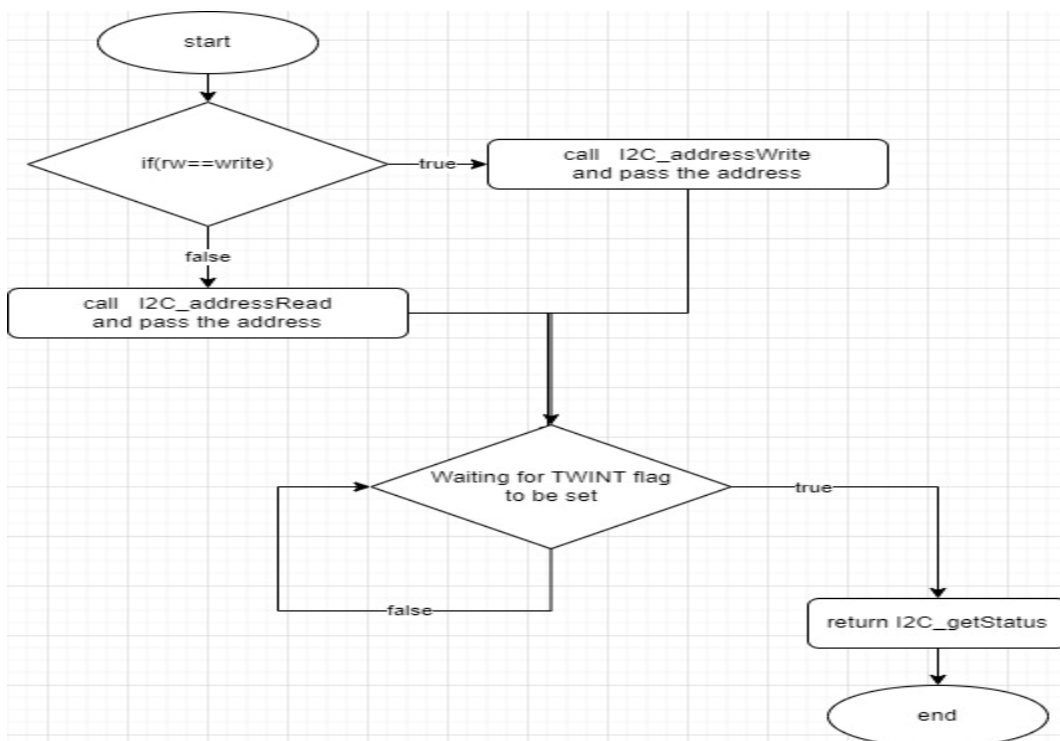 start
if(rw==write)
true
call I2C_addressWrite
and pass the address
false
call I2C_addressRead
and pass the address
Waiting for TWINT flag
to be set
true
false
return I2C_getStatus
end